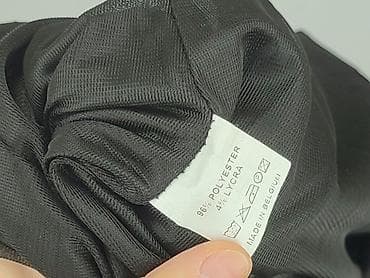 96% POLYESTER
4% LYCRA
MADE IN BELGIUM